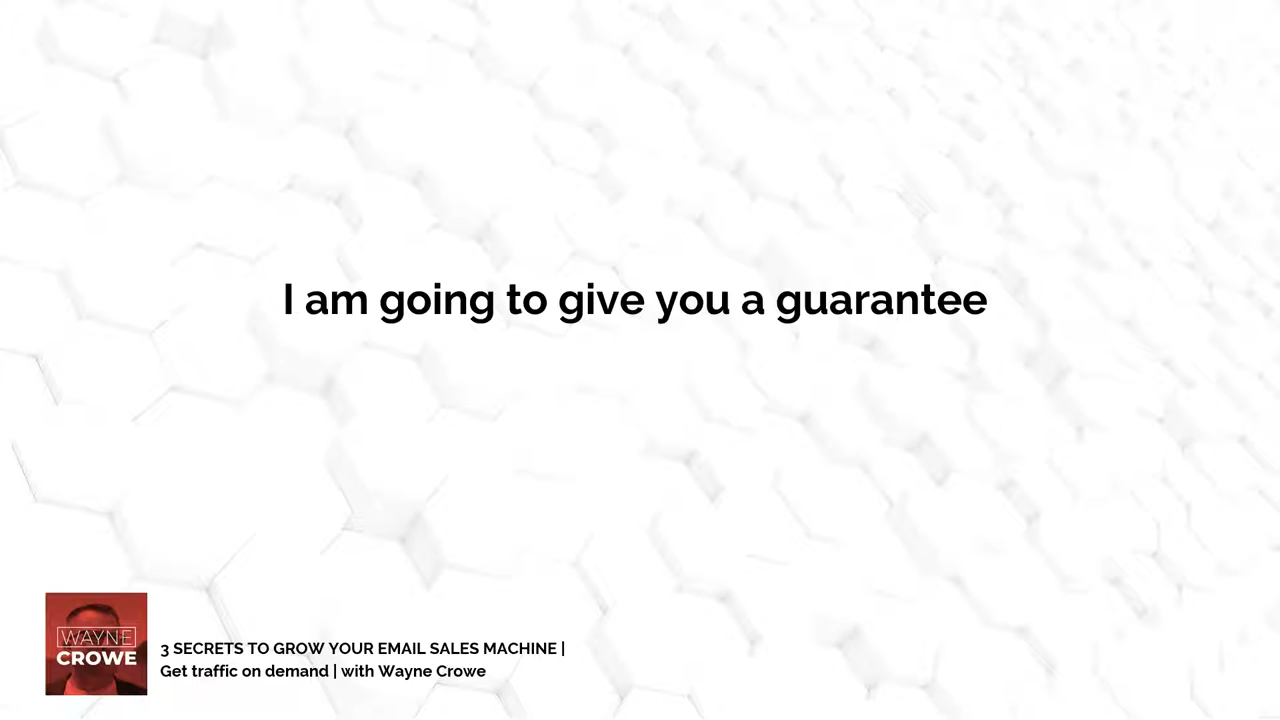 I am going to give you a guarantee
WAYNE
CROWE
3 SECRETS TO GROW YOUR EMAIL SALES MACHINE |
Get traffic on demand | with Wayne Crowe